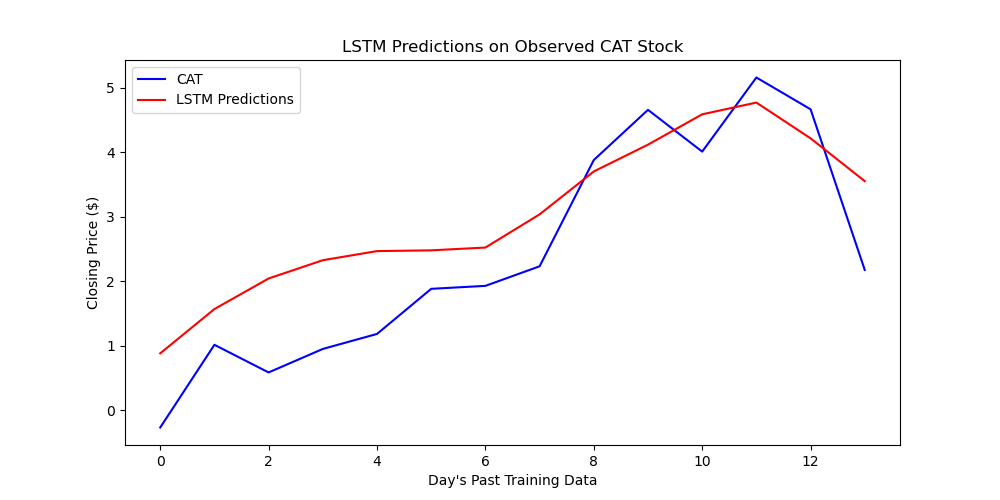 LSTM Predictions on Observed CAT Stock
CAT
LSTM Predictions
Closing Price ($)
5
4
3
2
1
0
0 2 4 6 8 10 12
Day's Past Training Data